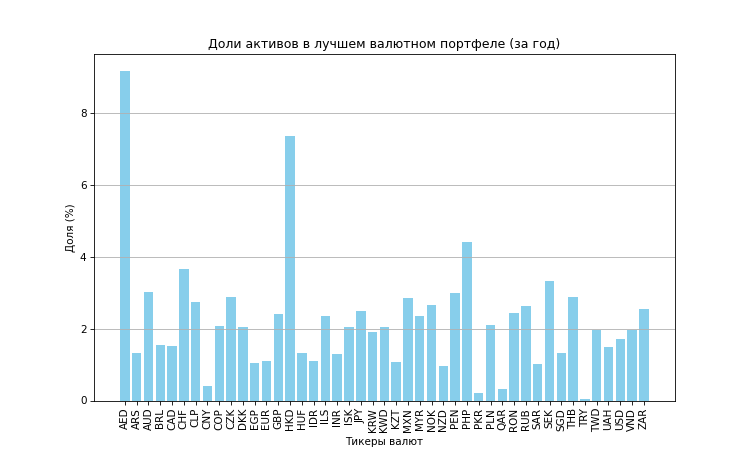 Доли активов в лучшем валютном портфеле (за год)
Доля (%)
8
6
4
2
0
AED ARS AUD BRL CAD CHF CLP CNY COP CZK DKK EGP EUR GBP HKD HUF IDR ILS INR ISK JPY KRW KWD KZT MXN MYR NOK NZD PEN PHP PKR PLN QAR RON RUB SAR SEK SGD THB TRY TWD UAH USD VND ZAR
Тикеры валют